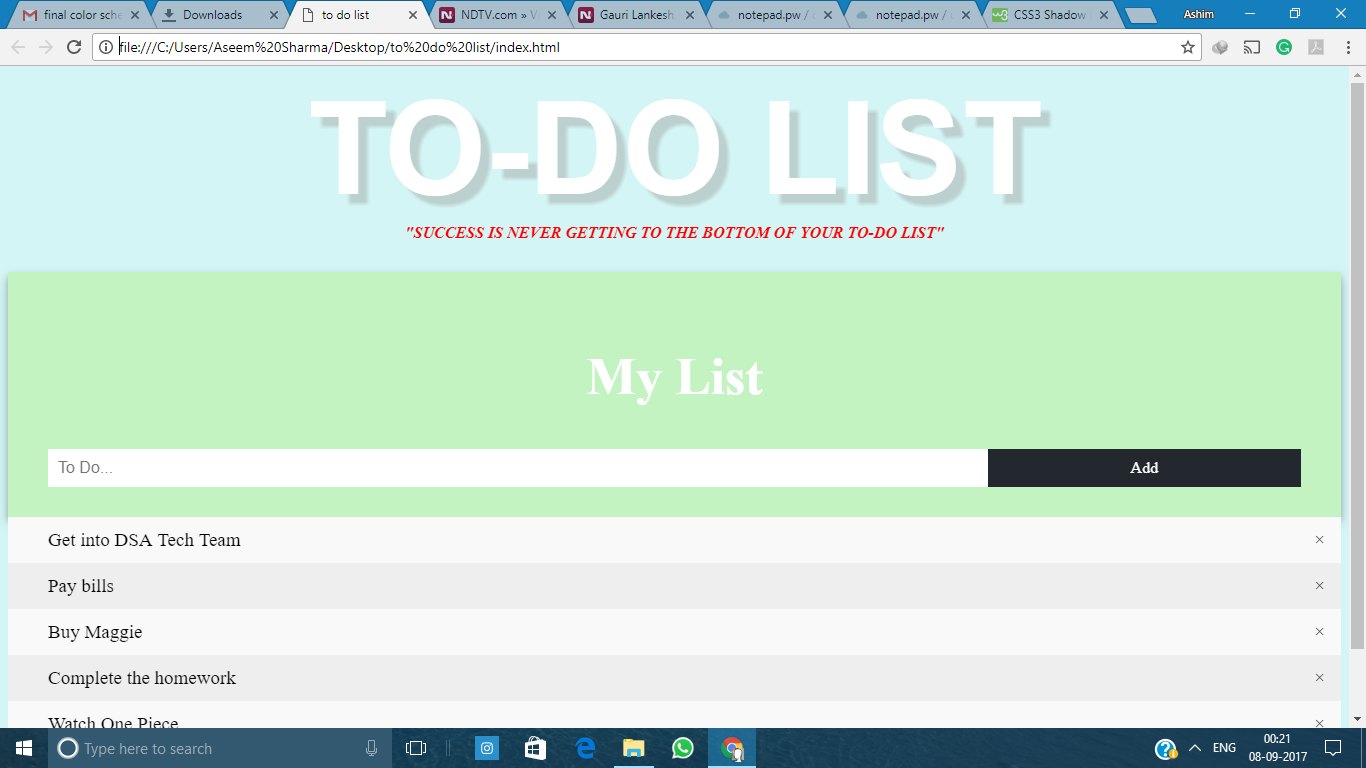 final color sche
Downloads
to do list
NDTV.com » V
Gauri Lankesh
notepad.pw /
notepad.pw /
CSS3 Shadow
Ashim
file:///C:/Users/Aseem%20Sharma/Desktop/to%20do%20list/index.html
TO-DO LIST
"SUCCESS IS NEVER GETTING TO THE BOTTOM OF YOUR TO-DO LIST"
My List
To Do...
Add
Get into DSA Tech Team
×
Pay bills
×
Buy Maggie
×
Complete the homework
×
Watch One Piece
×
Type here to search
ENG
00:21
08-09-2017